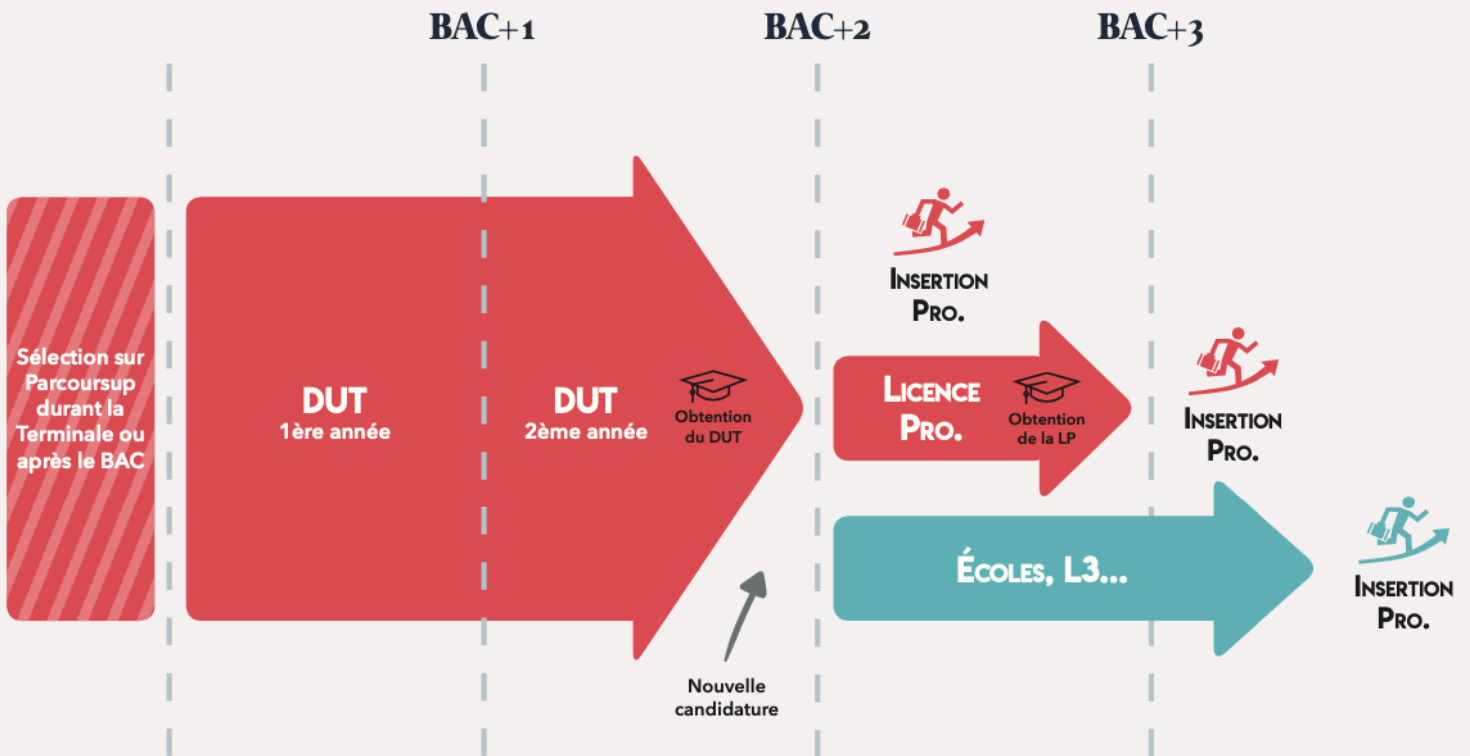 BAC+1
BAC+2
BAC+3
Sélection sur
Parcoursup
durant la
Terminale ou
après le BAC
DUT
1ère année
DUT
2ème année
Obtention
du DUT
Nouvelle
candidature
Insertion
Pro.
Licence
Pro.
Obtention
de la LP
Insertion
Pro.
Écoles, L3...
Insertion
Pro.